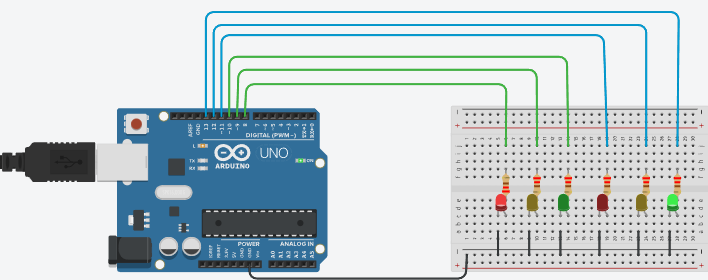 AREF
GND
13
12
~11
~10
~9
8
7
~6
~5
4
~3
2
TX→1
RX←0
DIGITAL (PWM~)
L
TX
RX
UNO
ON
ARDUINO
POWER
ANALOG IN
IOREF
RESET
3.3V
5V
GND
GND
Vin
A0
A1
A2
A3
A4
A5